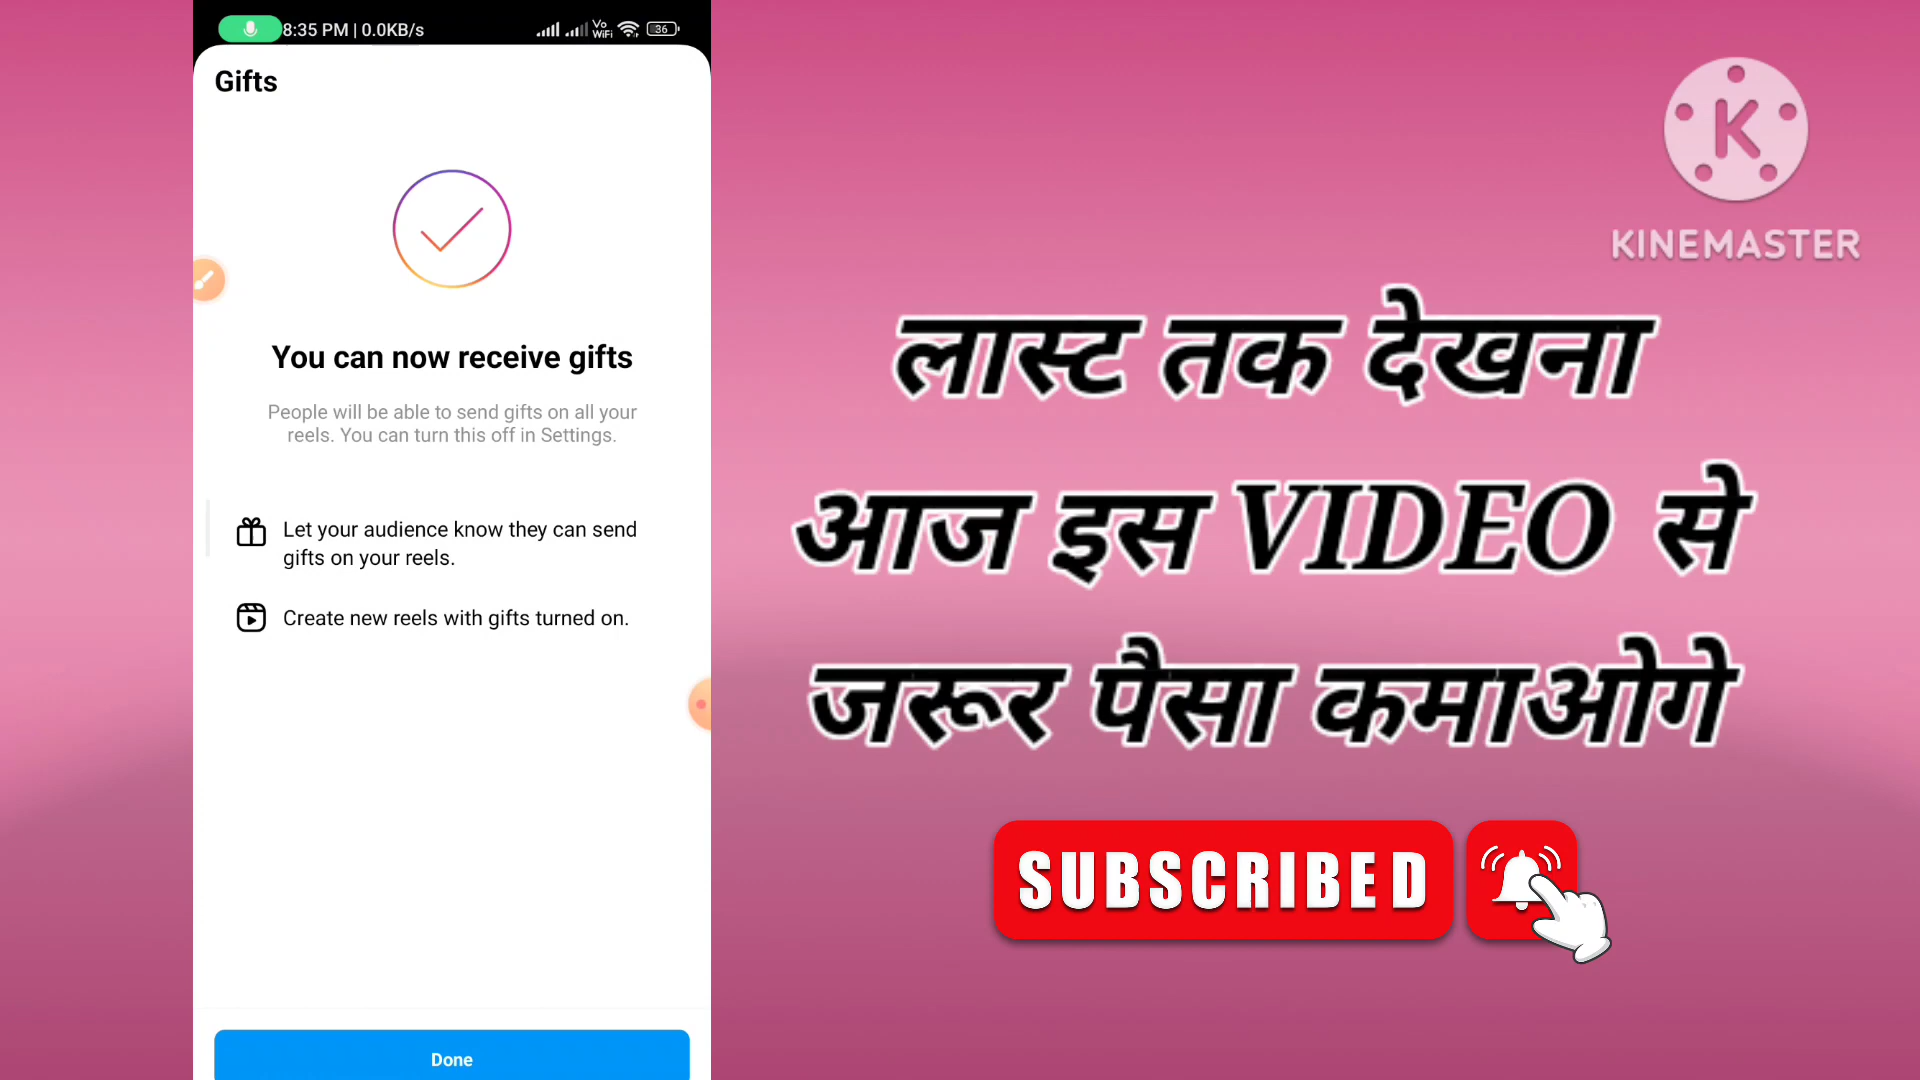 8:35 PM | 0.0KB/s
Vo
WiFi
36
Gifts
You can now receive gifts
People will be able to send gifts on all your
reels. You can turn this off in Settings.
Let your audience know they can send
gifts on your reels.
Create new reels with gifts turned on.
Done
K
KINEMASTER
लास्ट तक देखना
आज इस VIDEO से
जरूर पैसा कमाओगे
SUBSCRIBED